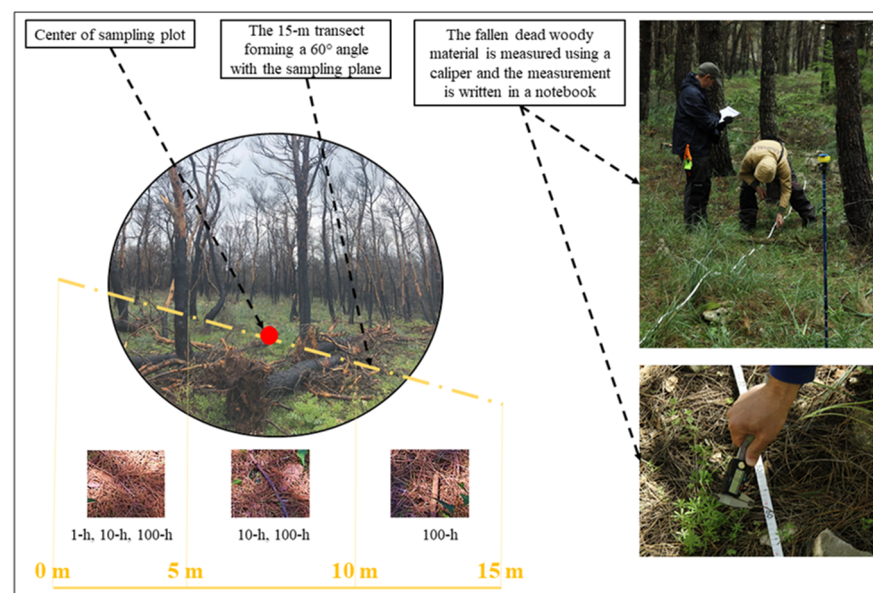 Center of sampling plot
The 15-m transect
forming a 60° angle
with the sampling plane
The fallen dead woody
material is measured using a
caliper and the measurement
is written in a notebook
1-h, 10-h, 100-h
10-h, 100-h
100-h
0 m
5 m
10 m
15 m